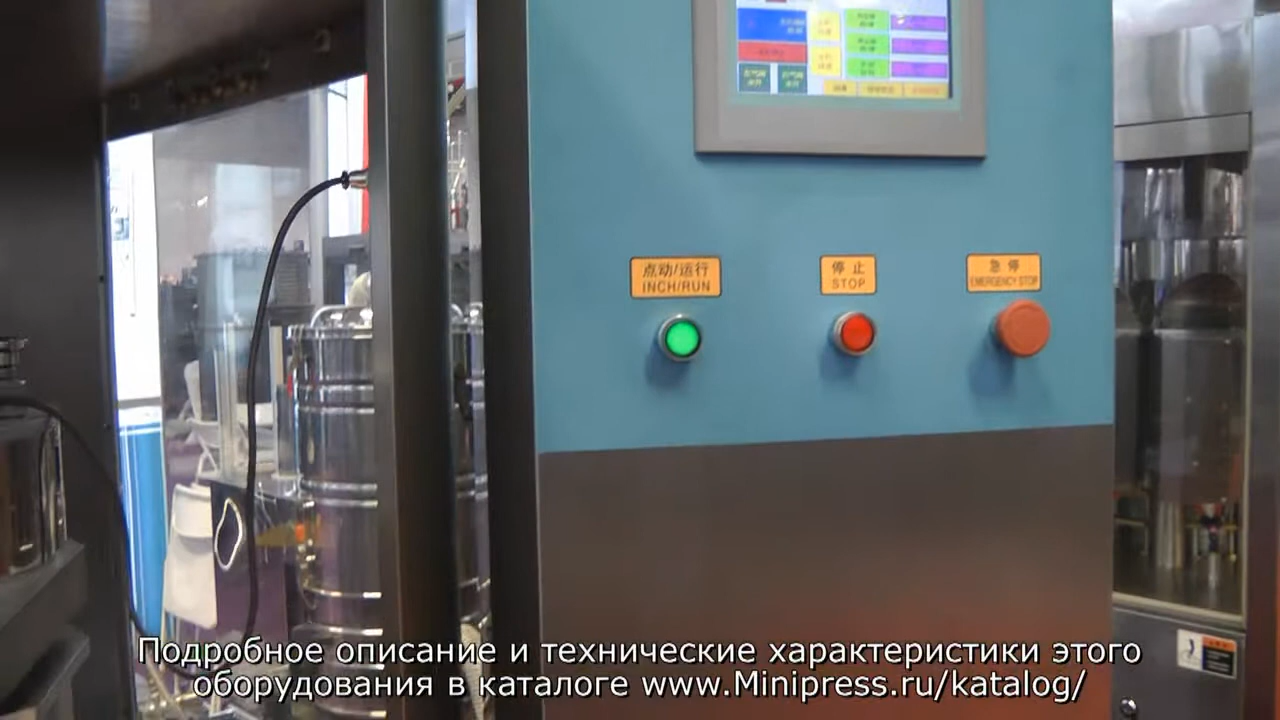 点动/运行
INCH/RUN
停止
STOP
急停
EMERGENCY STOP
Подробное описание и технические характеристики этого
оборудования в каталоге www.Minipress.ru/katalog/